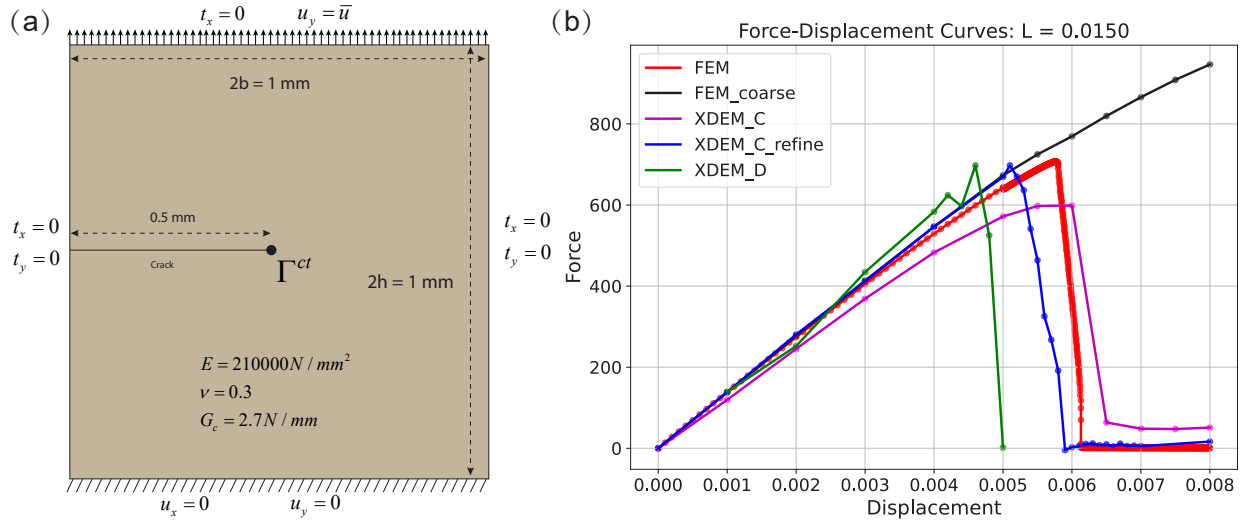 (a)
t_x = 0 u_y = ū
2b = 1 mm
0.5 mm
t_x = 0
t_y = 0
Crack
Γ^{ct}
2h = 1 mm
t_x = 0
t_y = 0
E = 210000N / mm²
ν = 0.3
G_c = 2.7N / mm
u_x = 0 u_y = 0
(b)
Force-Displacement Curves: L = 0.0150
FEM
FEM_coarse
XDEM_C
XDEM_C_refine
XDEM_D
Force
800
600
400
200
0
0.000 0.001 0.002 0.003 0.004 0.005 0.006 0.007 0.008
Displacement